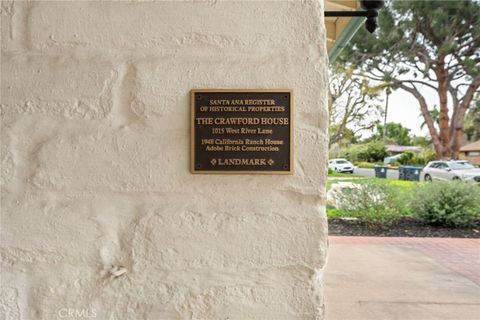 SANTA ANA REGISTER
OF HISTORICAL PROPERTIES
THE CRAWFORD HOUSE
1015 West River Lane
1948 California Ranch House
Adobe Brick Construction
LANDMARK
CRMLS